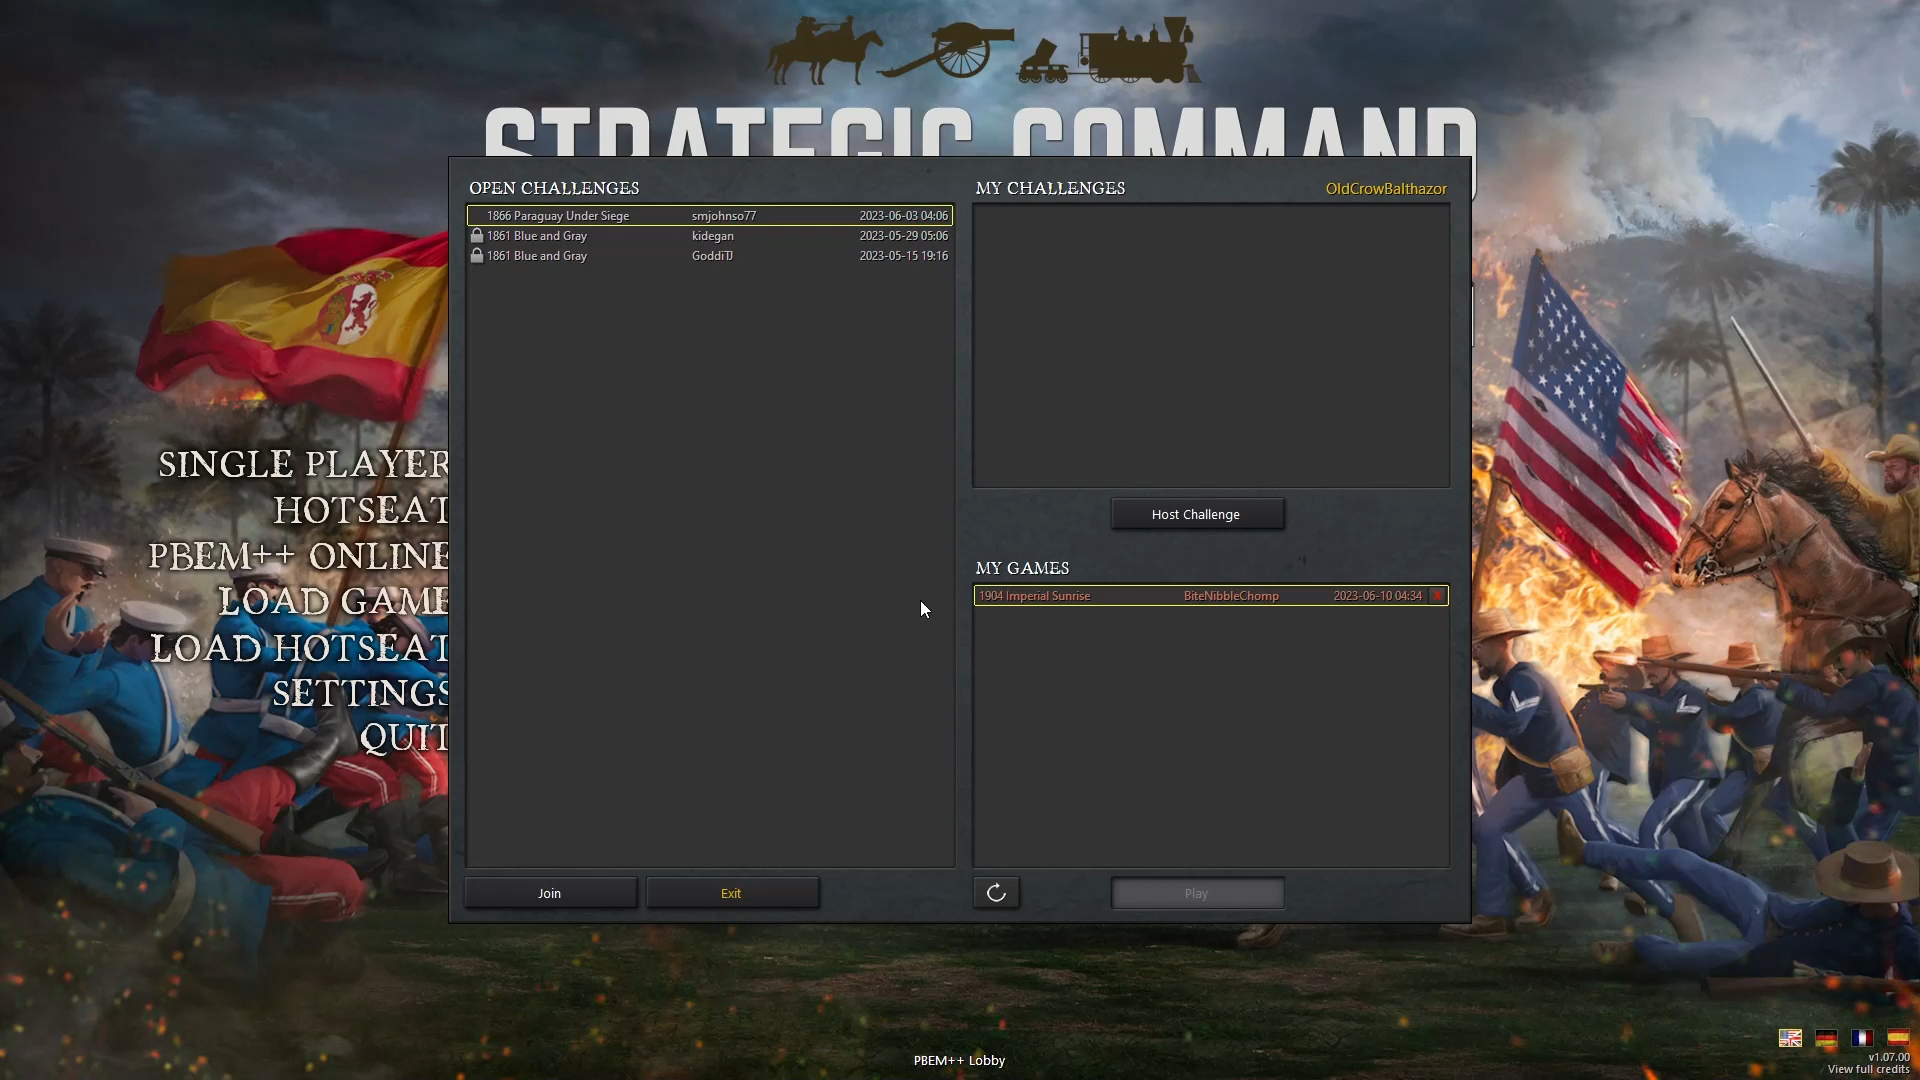 STRATEGIC COMMAND
OPEN CHALLENGES
1866 Paraguay Under Siege smjohnso77 2023-06-03 04:06
1861 Blue and Gray kidegan 2023-05-29 05:06
1861 Blue and Gray GoddiTJ 2023-05-15 19:16
Join
Exit
MY CHALLENGES
OldCrowBalthazor
Host Challenge
MY GAMES
1904 Imperial Sunrise BiteNibbleChomp 2023-06-10 04:34 X
Play
SINGLE PLAYER
HOTSEAT
PBEM++ ONLINE
LOAD GAME
LOAD HOTSEAT
SETTINGS
QUIT
PBEM++ Lobby
v1.07.00
View full credits